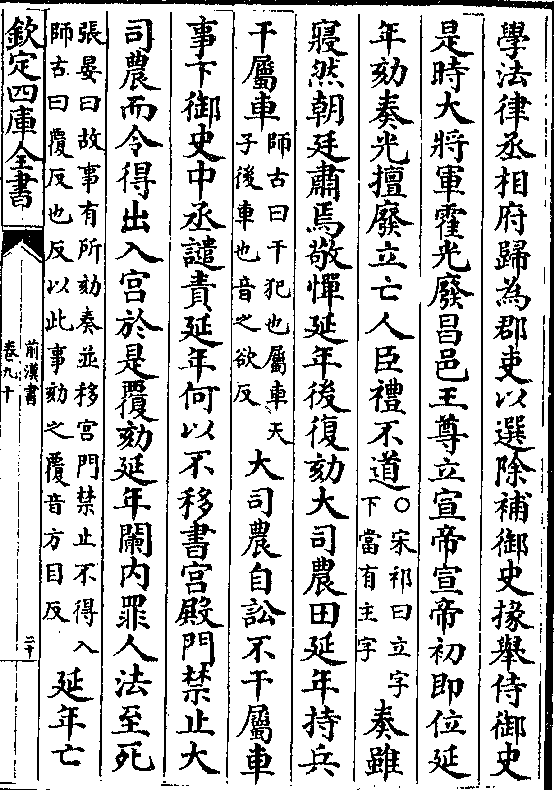 學法律丞相府歸為郡吏以選除補御史掾舉侍御史
是時大將軍霍光廢昌邑王尊立宣帝宣帝初即位延
年劾奏光擅廢立亡人臣禮不道○宋祁曰立字下當有主字奏雖
寢然朝廷肅焉敬憚延年後復劾大司農田延年持兵
干屬車師古曰干犯也屬車天子後車也音之欲反大司農自訟不干屬車
事下御史中丞譴責延年何以不移書宮殿門禁止大
司農而令得出入宮於是覆劾延年闌内罪人法至死
張晏曰故事有所劾奏並移宮門禁止不得入師古曰覆反也反以此事劾之覆音方目反延年亡
欽定四庫全書
前漢書
卷九十
二十